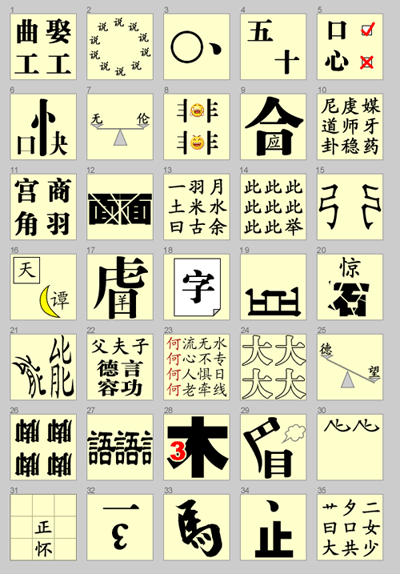 1
曲娶
工工
2
说说说说说说说说说说
3
〇、
4
五
十
5
口
心
6
口忄夬
7
无 伦
8
非
非
9
合
应
10
尼虔媒
道师牙
卦稳药
11
宫商
角羽
12
13
一羽月
土米水
曰古余
14
此此此
此此此
此此举
15
弓
16
天
谭
17
18
字
19
20
惊
21
能
能
22
父夫子
德言
容功
23
何流无水
何心不专
何人惧日
何老牵线
24
大大
大大
25
德
望
26
27
語語語
28
木
3
29
目
30
31
正
怀
32
33
馬
34
、
止
35
艹夕二
日口女
大共少